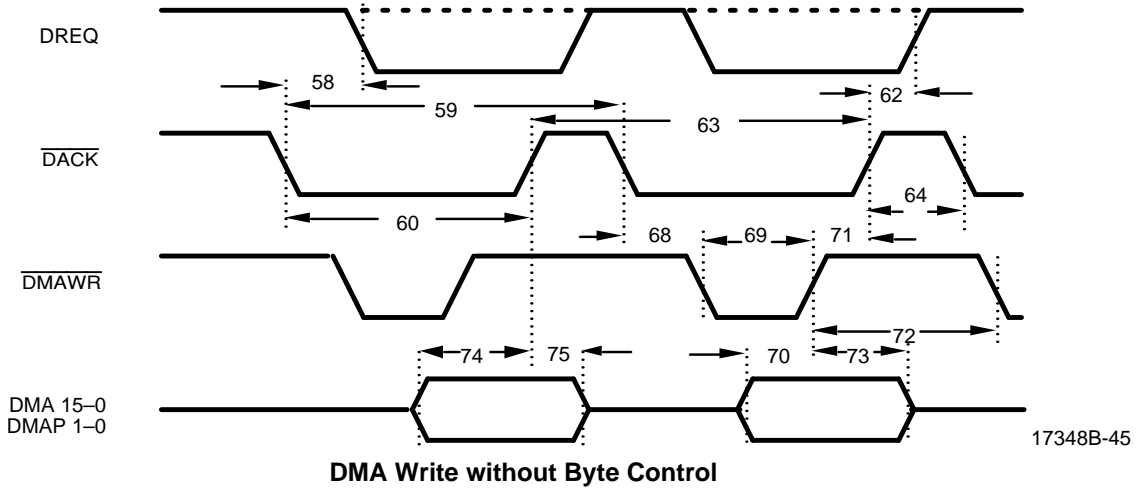 DREQ
58
62
59
63
DACK
64
60
68
69
71
DMAWR
72
74
75
70
73
DMA 15–0
DMAP 1–0
17348B-45
DMA Write without Byte Control